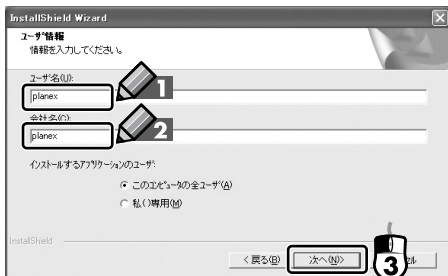 InstallShield Wizard
ユーザ情報
情報を入力してください。
ユーザ名(U):
planex
1
会社名(C):
planex
2
インストールするアプリケーションのユーザ:
このコンピュータの全ユーザ(A)
私()専用(M)
InstallShield
< 戻る(B)
次へ(N)>
3